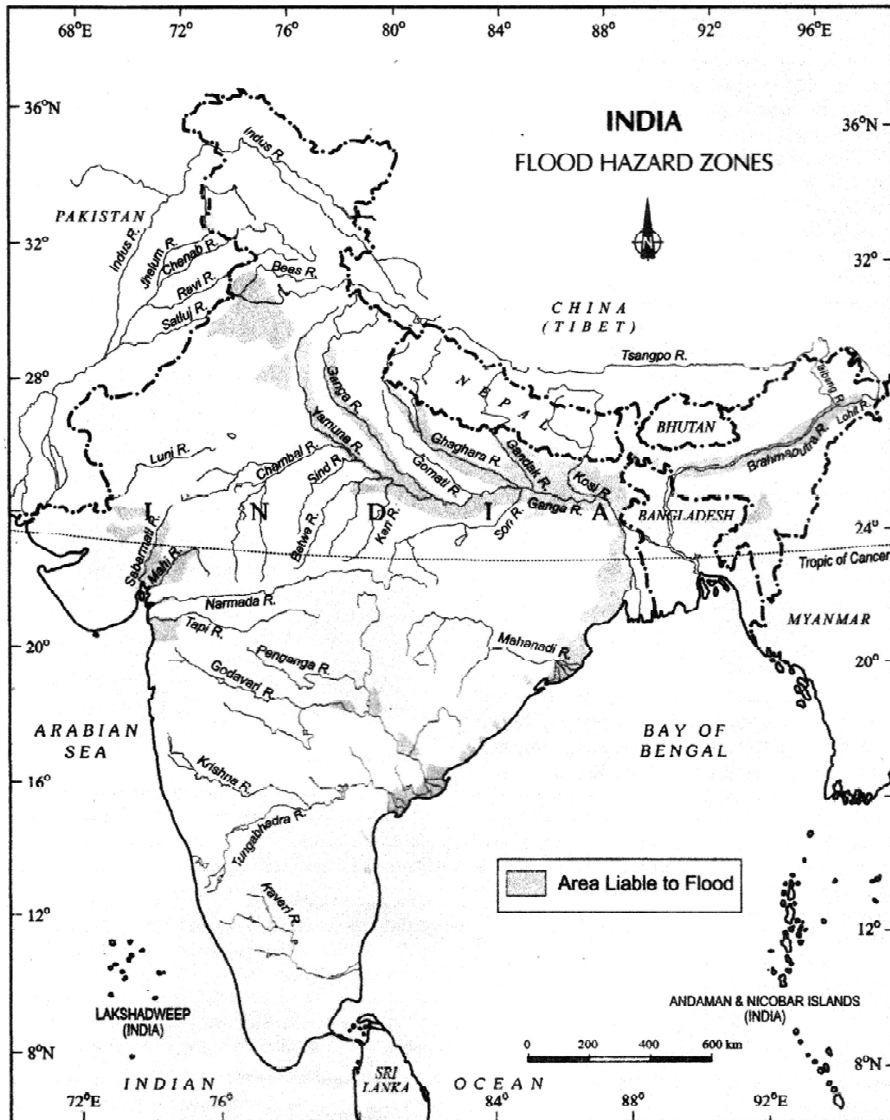 68°E 72°E 76°E 80°E 84°E 88°E 92°E 96°E
36°N
36°N
INDIA
FLOOD HAZARD ZONES
N
Indus R.
PAKISTAN
Indus R.
Jhelum R.
Chenab R.
Ravi R.
Satluj R.
Beas R.
32°N
32°N
CHINA
(TIBET)
Tsangpo R.
28°N
28°N
NEPAL
BHUTAN
Lohit R.
Brahmaputra R.
Ganga R.
Yamuna R.
Ghaghara R.
Gandak R.
Gomati R.
Kosi R.
Luni R.
Chambal R.
Sind R.
Betwa R.
Ken R.
Son R.
Ganga R.
I N D I A
BANGLADESH
24°N
24°N
Sabarmati R.
Mahi R.
Tropic of Cancer
Narmada R.
Tapi R.
MYANMAR
20°N
20°N
Penganga R.
Godavari R.
Mahanadi R.
ARABIAN
SEA
BAY OF
BENGAL
Krishna R.
16°N
16°N
Tungabhadra R.
Area Liable to Flood
Kaveri R.
12°N
12°N
LAKSHADWEEP
(INDIA)
ANDAMAN & NICOBAR ISLANDS
(INDIA)
0 200 400 600 km
8°N
8°N
INDIAN OCEAN
SRI
LANKA
72°E 76°E 80°E 84°E 88°E 92°E